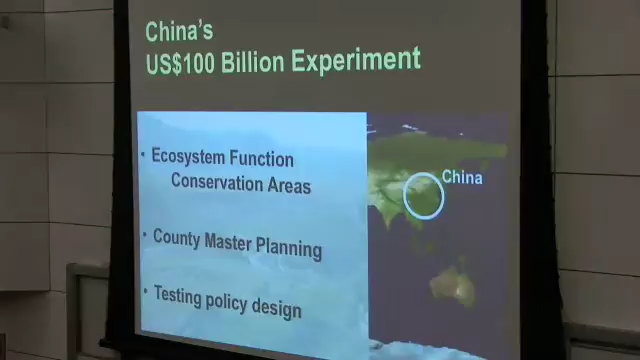 China's
US$100 Billion Experiment
• Ecosystem Function
Conservation Areas
China
• County Master Planning
• Testing policy design